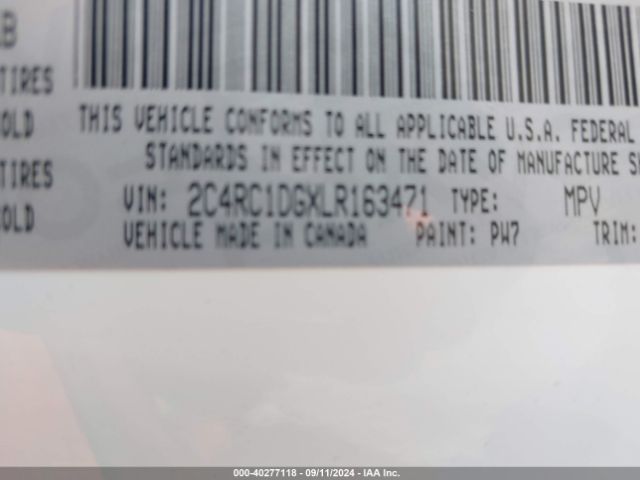 AB
TIRES
OLD
TIRES
OLD
THIS VEHICLE CONFORMS TO ALL APPLICABLE U.S.A. FEDERAL
STANDARDS IN EFFECT ON THE DATE OF MANUFACTURE
VIN: 2C4RC1DGXLR163471 TYPE: MPV
VEHICLE MADE IN CANADA PAINT: PW7 TRIM:
000-40277118 - 09/11/2024 - IAA Inc.